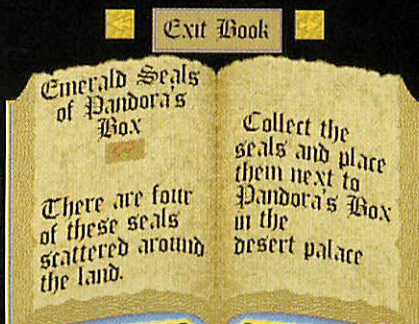 Exit Book
Emerald Seals
of Pandora's
Box
There are four
of these seals
scattered around
the land.
Collect the
seals and place
them next to
Pandora's Box
in the
desert palace